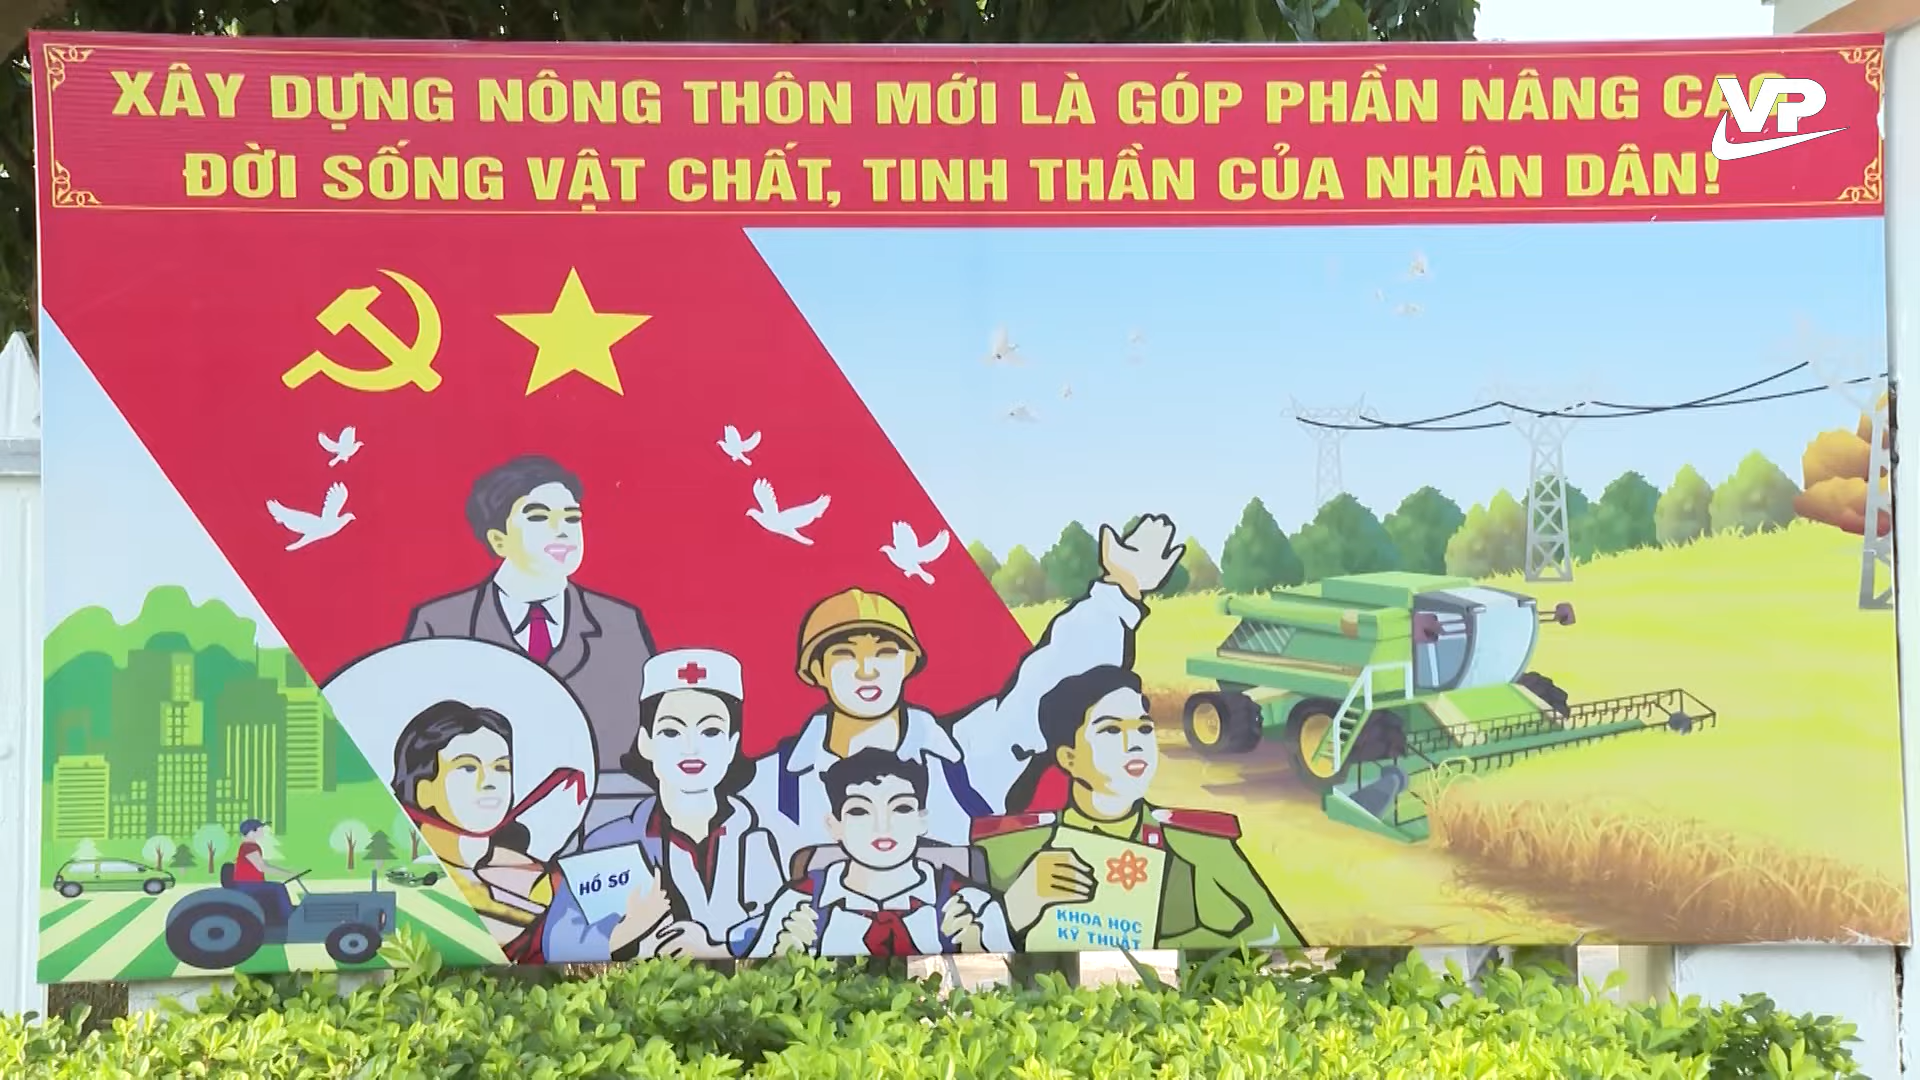 XÂY DỰNG NÔNG THÔN MỚI LÀ GÓP PHẦN NÂNG CAO
VP
ĐỜI SỐNG VẬT CHẤT, TINH THẦN CỦA NHÂN DÂN!
HỒ SƠ
KHOA HỌC
KỸ THUẬT